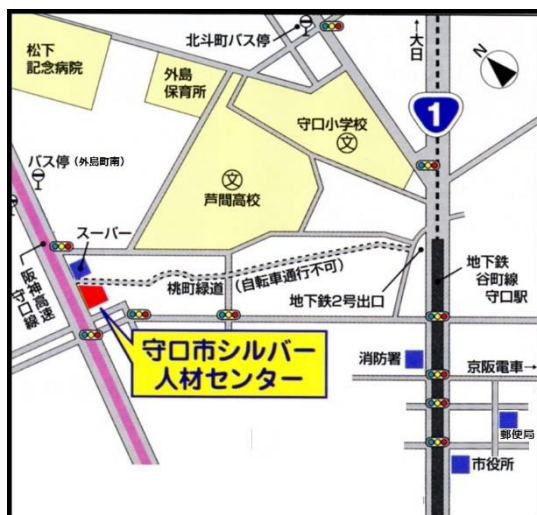 北斗町バス停
↑大日
松下
記念病院
外島
保育所
N
守口小学校
文
1
バス停(外島町南)
文
芦間高校
スーパー
阪神高速
守口線
桃町緑道
(自転車通行不可)
地下鉄2号出口
地下鉄
谷町線
守口駅
守口市シルバー
人材センター
消防署
京阪電車→
郵便局
市役所